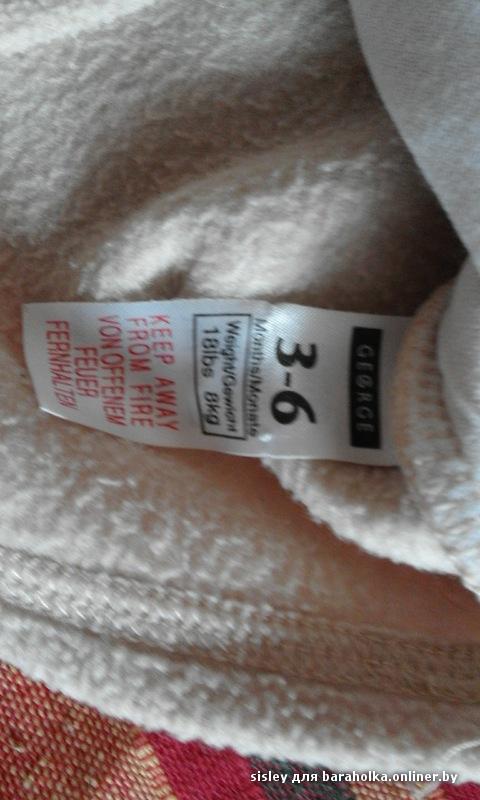 GEORGE
3-6
Months/Monate
Weight/Gewicht
18lbs 8kg
KEEP AWAY
FROM FIRE
VON OFFENEM
FEUER
FERNHALTEN
sisley для baraholka.onliner.by